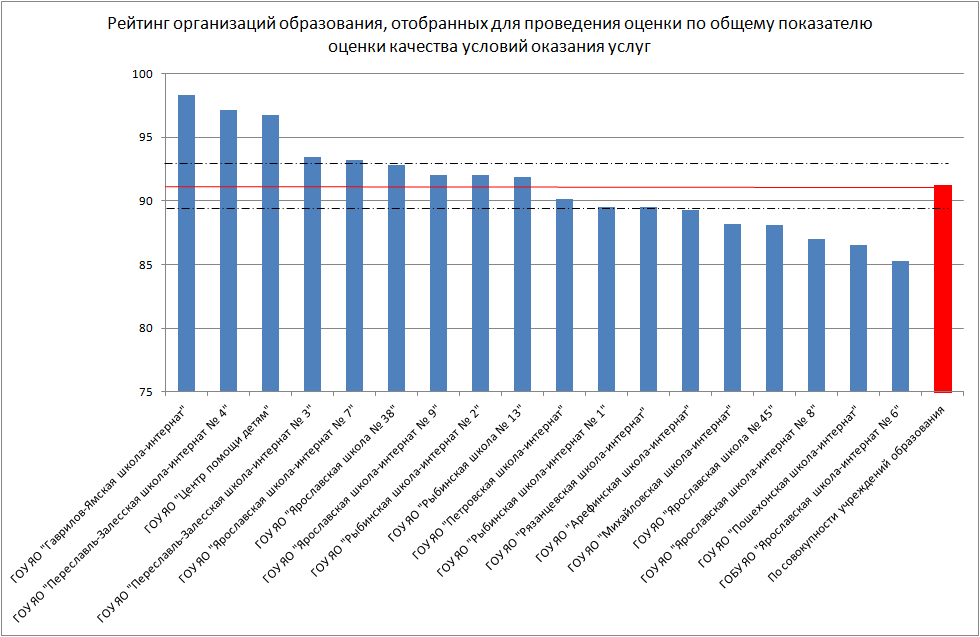 Рейтинг организаций образования, отобранных для проведения оценки по общему показателю
оценки качества условий оказания услуг
100
95
90
85
80
75
ГОУ ЯО "Гаврилов-Ямская школа-интернат"
ГОУ ЯО "Переславль-Залесская школа-интернат № 4"
ГОУ ЯО "Центр помощи детям"
ГОУ ЯО "Переславль-Залесская школа-интернат № 3"
ГОУ ЯО "Ярославская школа-интернат № 7"
ГОУ ЯО "Ярославская школа № 38"
ГОУ ЯО "Ярославская школа-интернат № 9"
ГОУ ЯО "Рыбинская школа-интернат № 2"
ГОУ ЯО "Рыбинская школа № 13"
ГОУ ЯО "Петровская школа-интернат"
ГОУ ЯО "Рыбинская школа-интернат № 1"
ГОУ ЯО "Рязанцевская школа-интернат"
ГОУ ЯО "Арефинская школа-интернат"
ГОУ ЯО "Михайловская школа-интернат"
ГОУ ЯО "Ярославская школа № 45"
ГОУ ЯО "Ярославская школа-интернат № 8"
ГОУ ЯО "Пошехонская школа-интернат"
ГОБУ ЯО "Ярославская школа-интернат № 6"
По совокупности учреждений образования